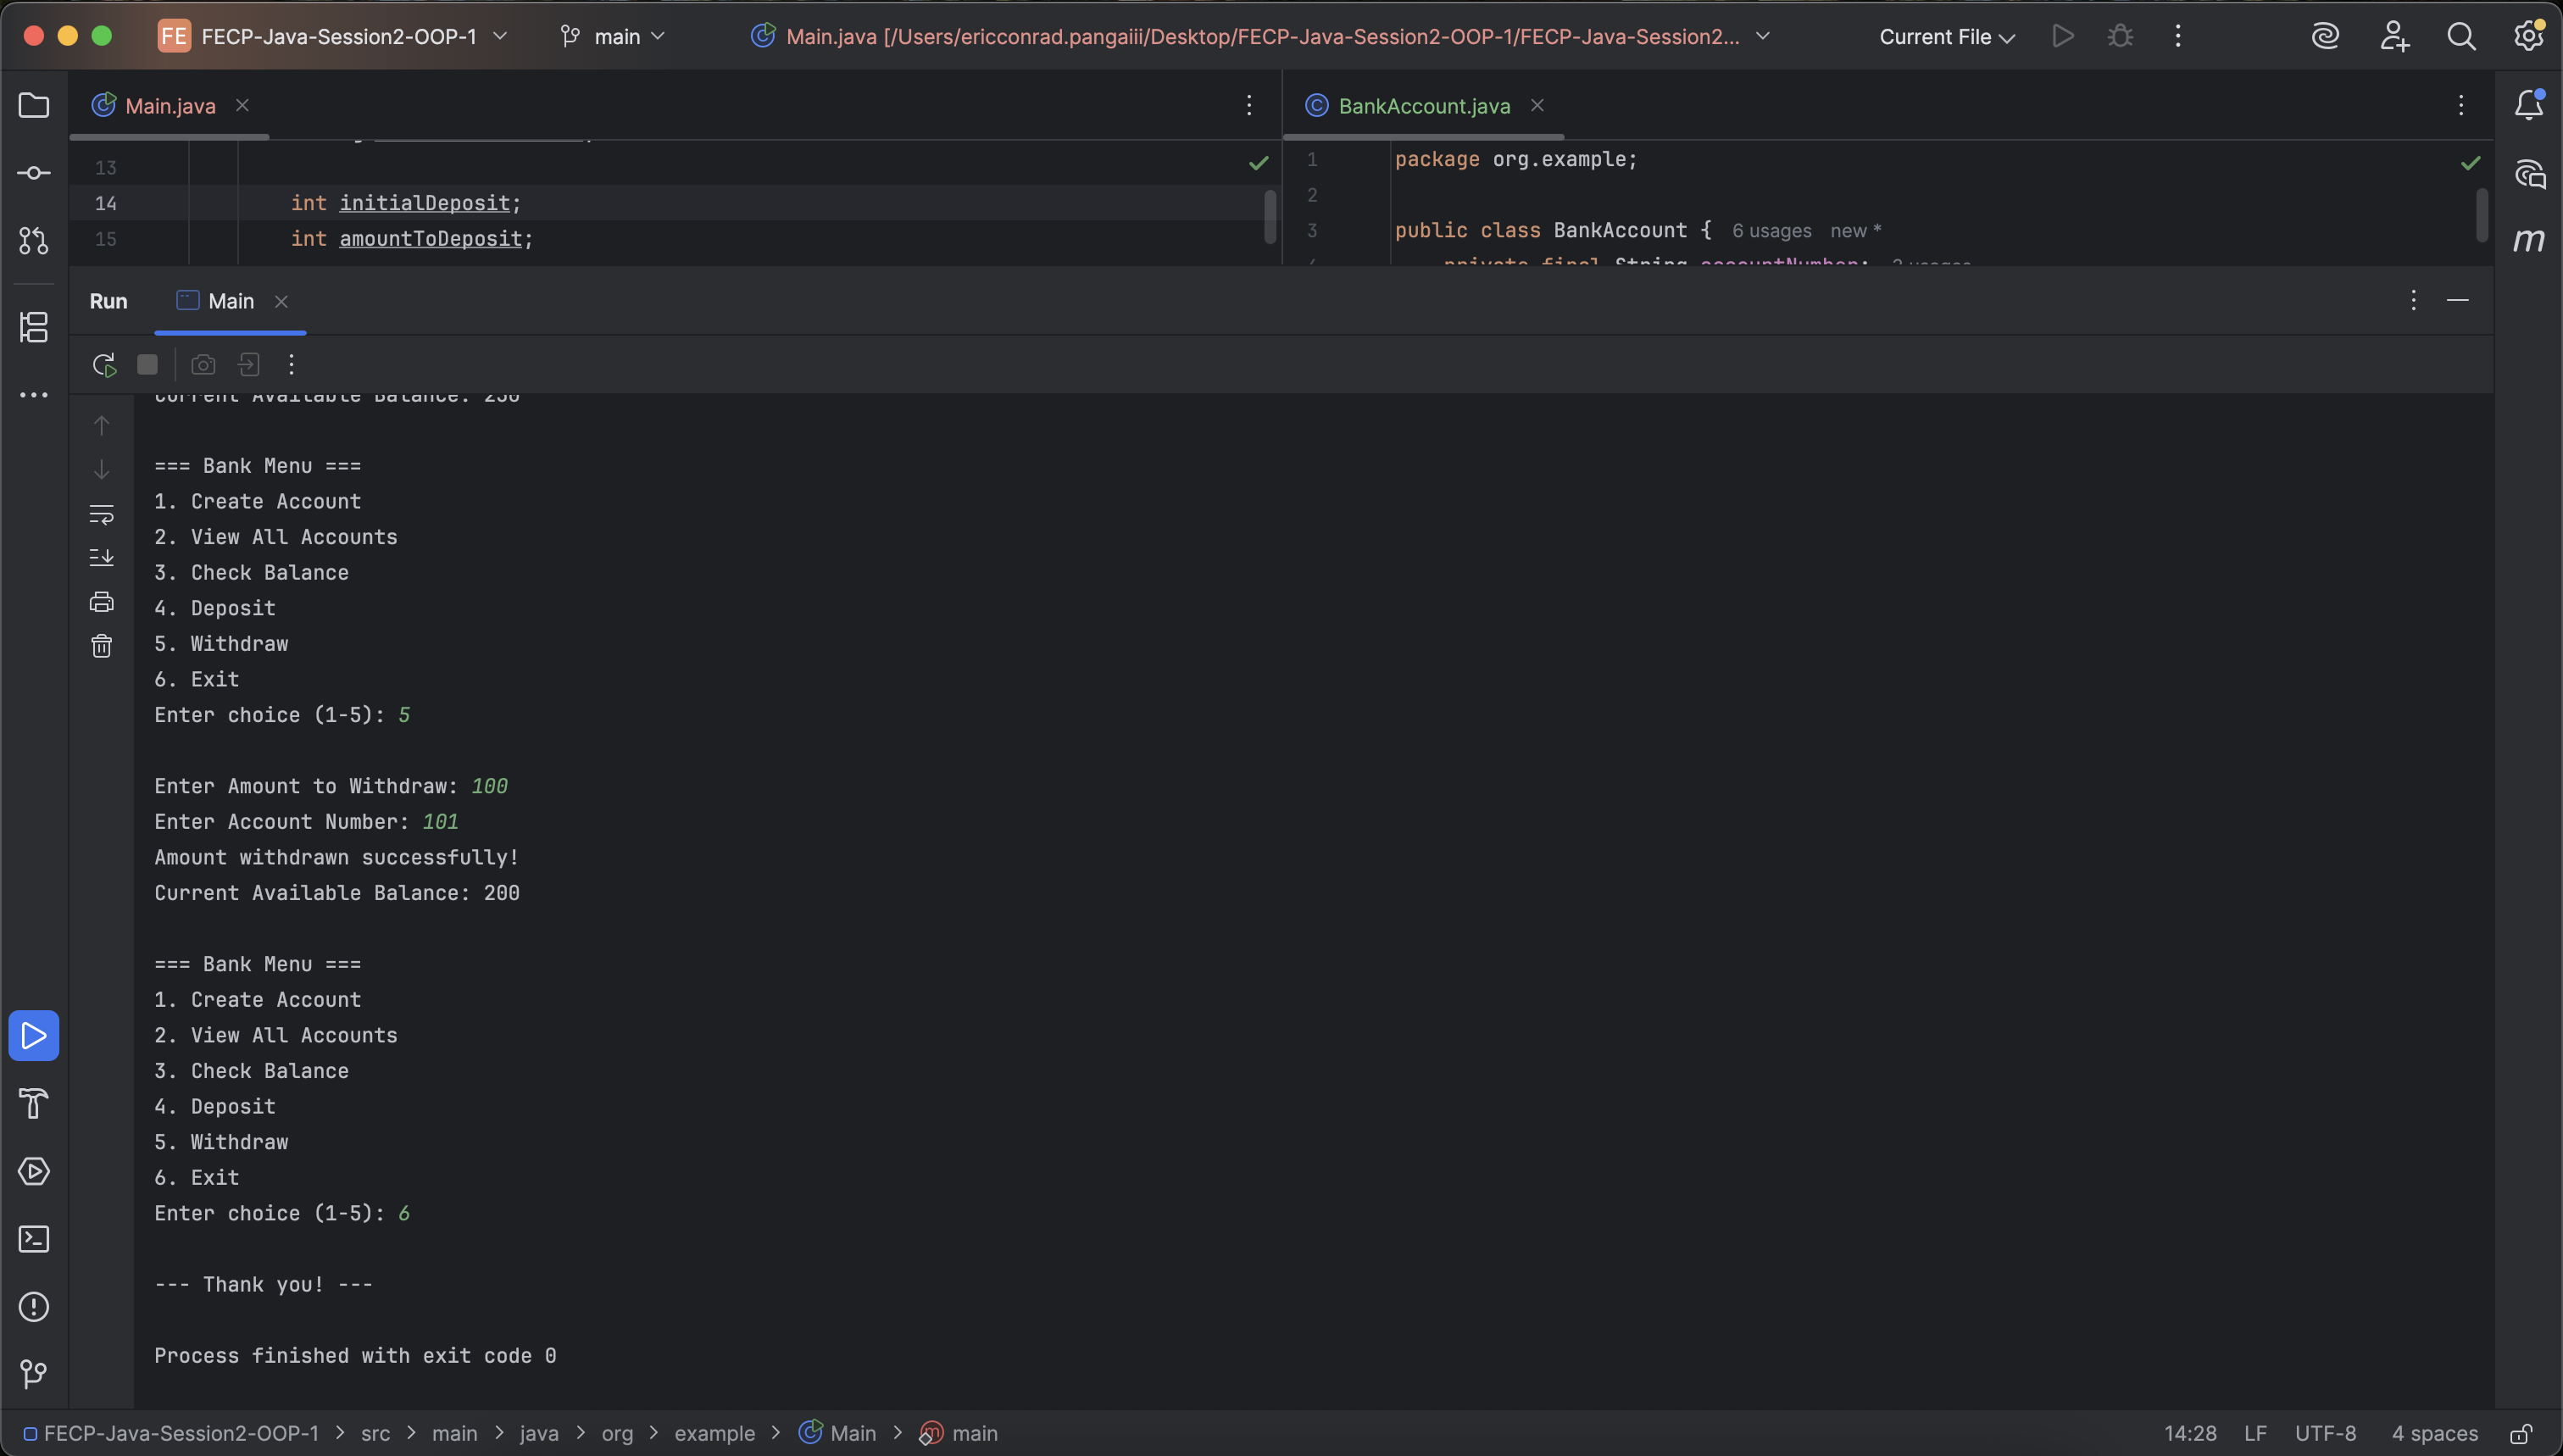 FE FECP-Java-Session2-OOP-1 main Main.java [/Users/ericconrad.pangaiii/Desktop/FECP-Java-Session2-OOP-1/FECP-Java-Session2... Current File
Main.java
13
14 int initialDeposit;
15 int amountToDeposit;
BankAccount.java
1 package org.example;
2
3 public class BankAccount { 6 usages new *
private final String accountNumber;
m
Run Main
Current Available Balance:
=== Bank Menu ===
1. Create Account
2. View All Accounts
3. Check Balance
4. Deposit
5. Withdraw
6. Exit
Enter choice (1-5): 5
Enter Amount to Withdraw: 100
Enter Account Number: 101
Amount withdrawn successfully!
Current Available Balance: 200
=== Bank Menu ===
1. Create Account
2. View All Accounts
3. Check Balance
4. Deposit
5. Withdraw
6. Exit
Enter choice (1-5): 6
--- Thank you! ---
Process finished with exit code 0
FECP-Java-Session2-OOP-1 > src > main > java > org > example > Main > main 14:28 LF UTF-8 4 spaces